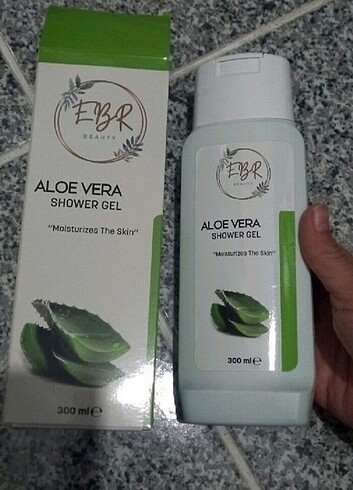 EBR
BEAUTY
ALOE VERA
SHOWER GEL
"Moisturizes The Skin"
300 ml ℮
EBR
BEAUTY
ALOE VERA
SHOWER GEL
"Moisturizes The Skin"
300 ml ℮